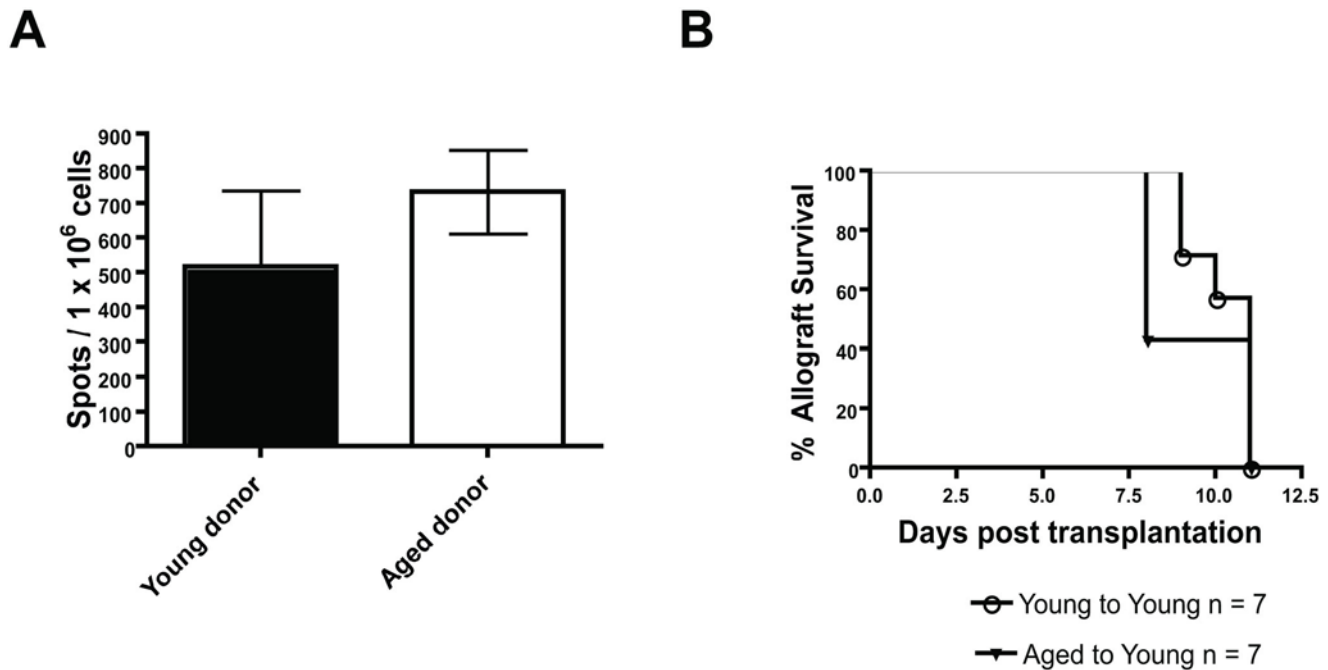 A
B
Spots / 1 x 10⁶ cells
900
800
700
600
500
400
300
200
100
0
Young donor
Aged donor
% Allograft Survival
100
80
60
40
20
0
0.0 2.5 5.0 7.5 10.0 12.5
Days post transplantation
Young to Young n = 7
Aged to Young n = 7